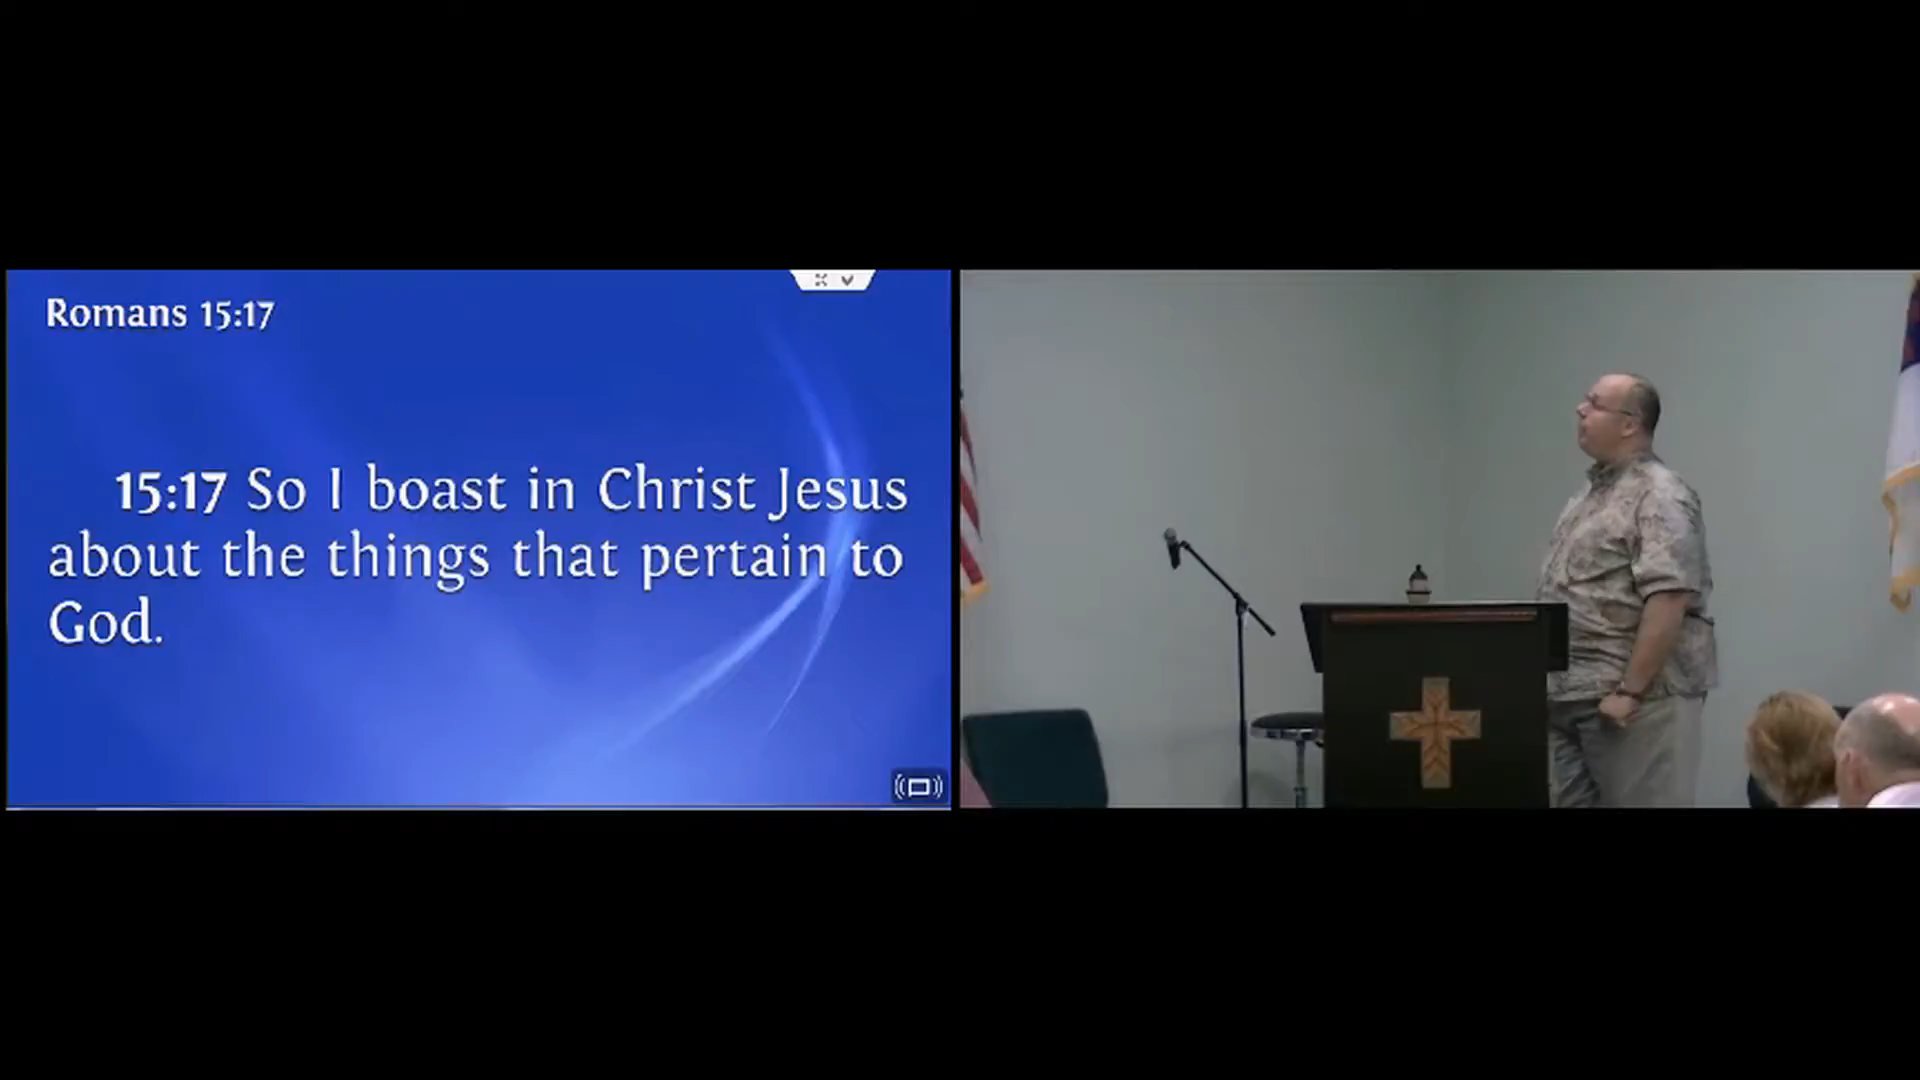 Romans 15:17
15:17 So I boast in Christ Jesus
about the things that pertain to
God.